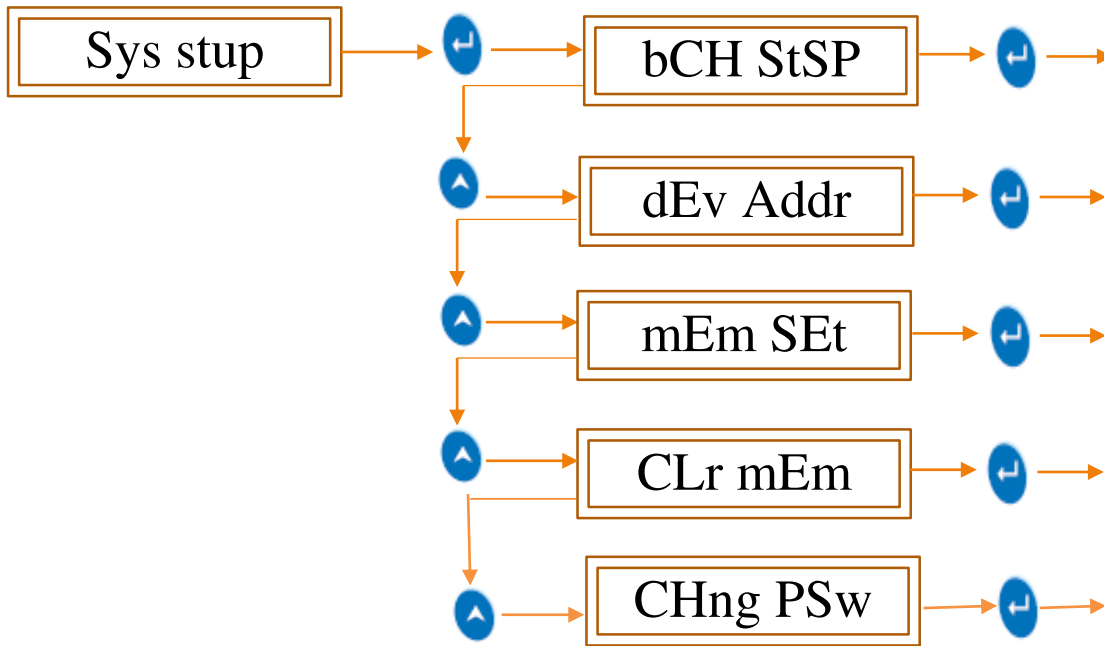 Sys stup
bCH StSP
dEv Addr
mEm SEt
CLr mEm
CHng PSw